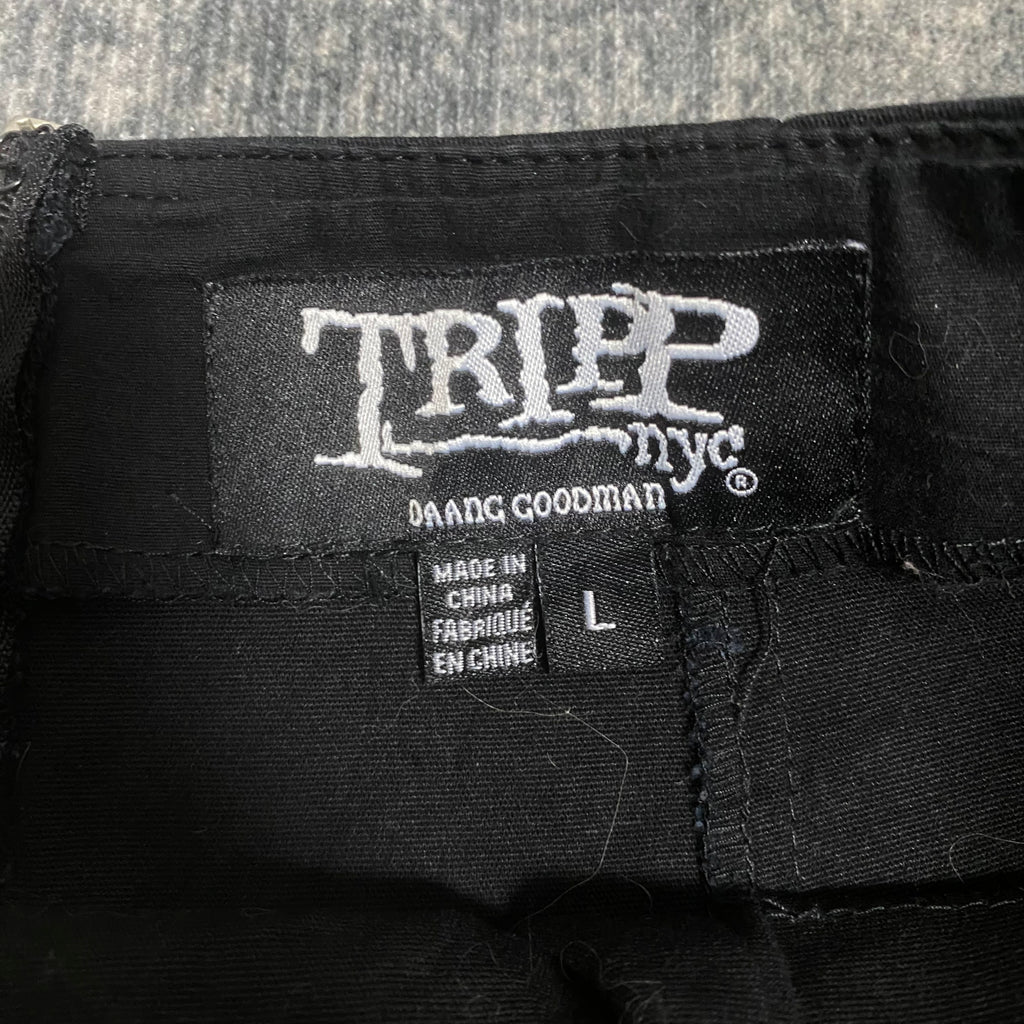 TRIPP
nyc®
DAANG GOODMAN
MADE IN
CHINA
FABRIQUÉ
EN CHINE
L